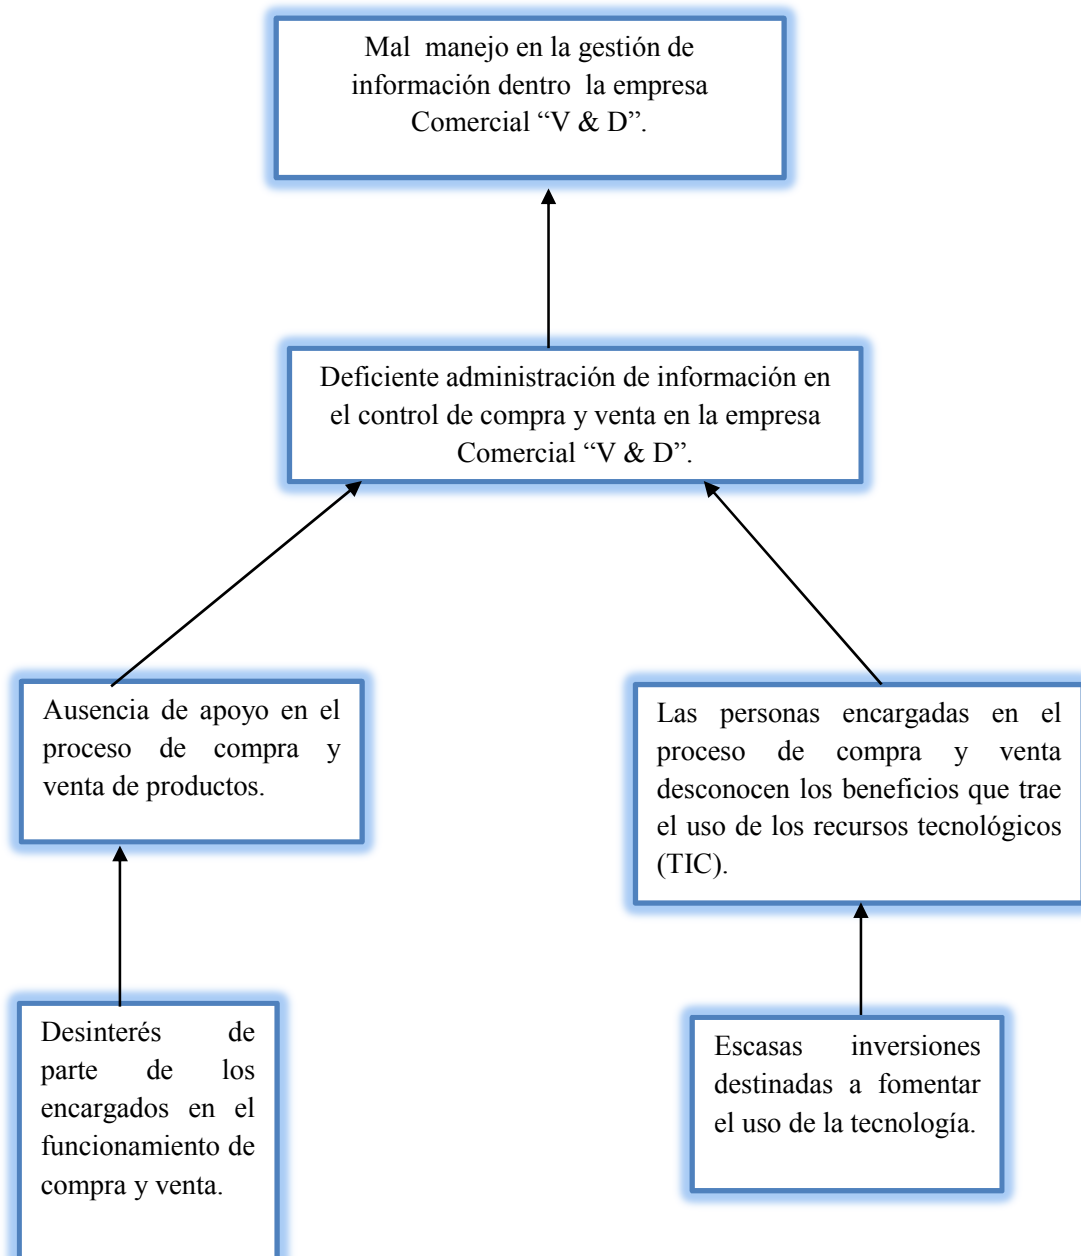 Mal manejo en la gestión de
información dentro la empresa
Comercial “V & D”.
Deficiente administración de información en
el control de compra y venta en la empresa
Comercial “V & D”.
Ausencia de apoyo en el
proceso de compra y
venta de productos.
Las personas encargadas en el
proceso de compra y venta
desconocen los beneficios que trae
el uso de los recursos tecnológicos
(TIC).
Desinterés de
parte de los
encargados en el
funcionamiento de
compra y venta.
Escasas inversiones
destinadas a fomentar
el uso de la tecnología.